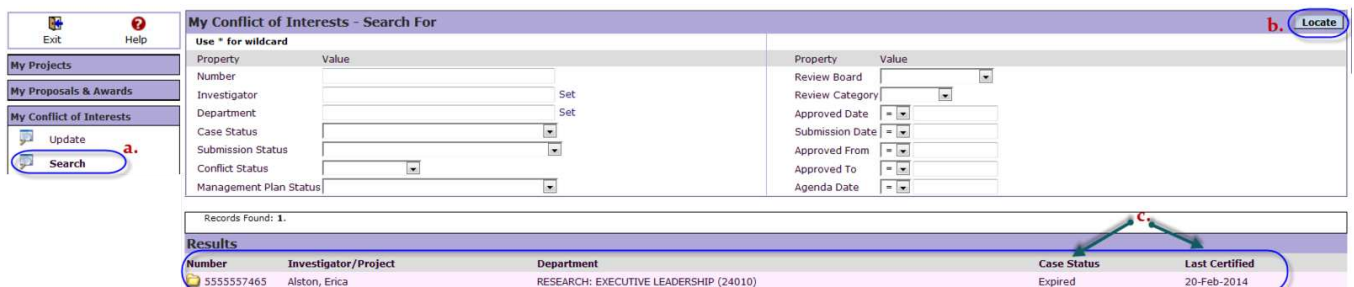 Exit Help
My Projects
My Proposals & Awards
My Conflict of Interests
Update
a.
Search
My Conflict of Interests - Search For
b. Locate
Use * for wildcard
Property Value Property Value
Number Review Board
Investigator Set Review Category
Department Set Approved Date =
Case Status Submission Date =
Submission Status Approved From =
Conflict Status Approved To =
Management Plan Status Agenda Date =
Records Found: 1.
c.
Results
Number Investigator/Project Department Case Status Last Certified
5555557465 Alston, Erica RESEARCH: EXECUTIVE LEADERSHIP (24010) Expired 20-Feb-2014